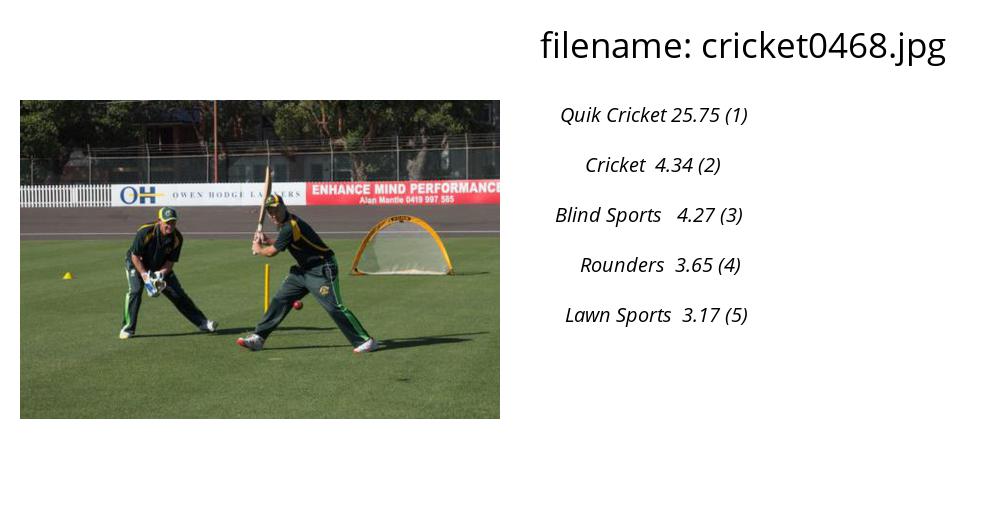 filename: cricket0468.jpg
Quik Cricket 25.75 (1)
Cricket 4.34 (2)
Blind Sports 4.27 (3)
Rounders 3.65 (4)
Lawn Sports 3.17 (5)
OH OWEN HODGE LAWYERS
ENHANCE MIND PERFORMANCE
Alan Mantle 0419 997 585